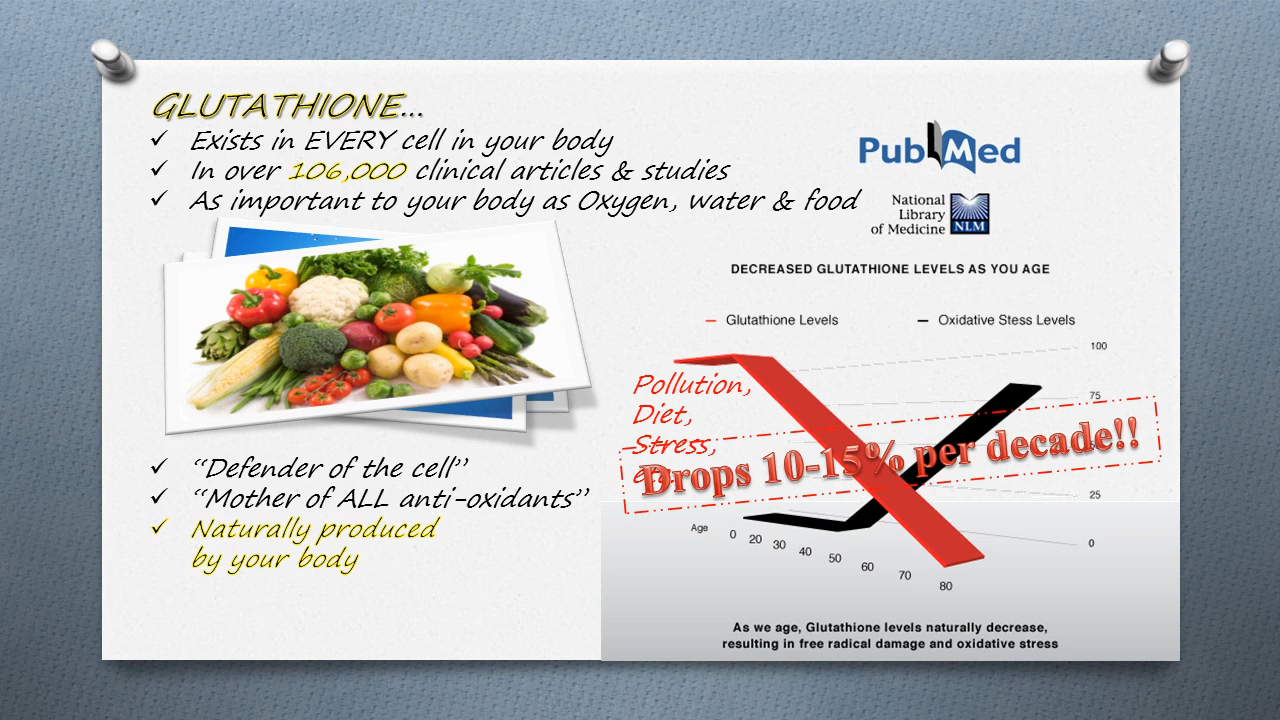 GLUTATHIONE...
✓ Exists in EVERY cell in your body
✓ In over 106,000 clinical articles & studies
✓ As important to your body as Oxygen, water & food
✓ “Defender of the cell”
✓ “Mother of ALL anti-oxidants”
✓ Naturally produced
by your body
PubMed
National
Library
of Medicine
NLM
DECREASED GLUTATHIONE LEVELS AS YOU AGE
Glutathione Levels
Oxidative Stess Levels
100
75
25
0
Pollution,
Diet,
Stress,
Drops 10-15% per decade!!
Age 0 20 30 40 50 60 70 80
As we age, Glutathione levels naturally decrease,
resulting in free radical damage and oxidative stress